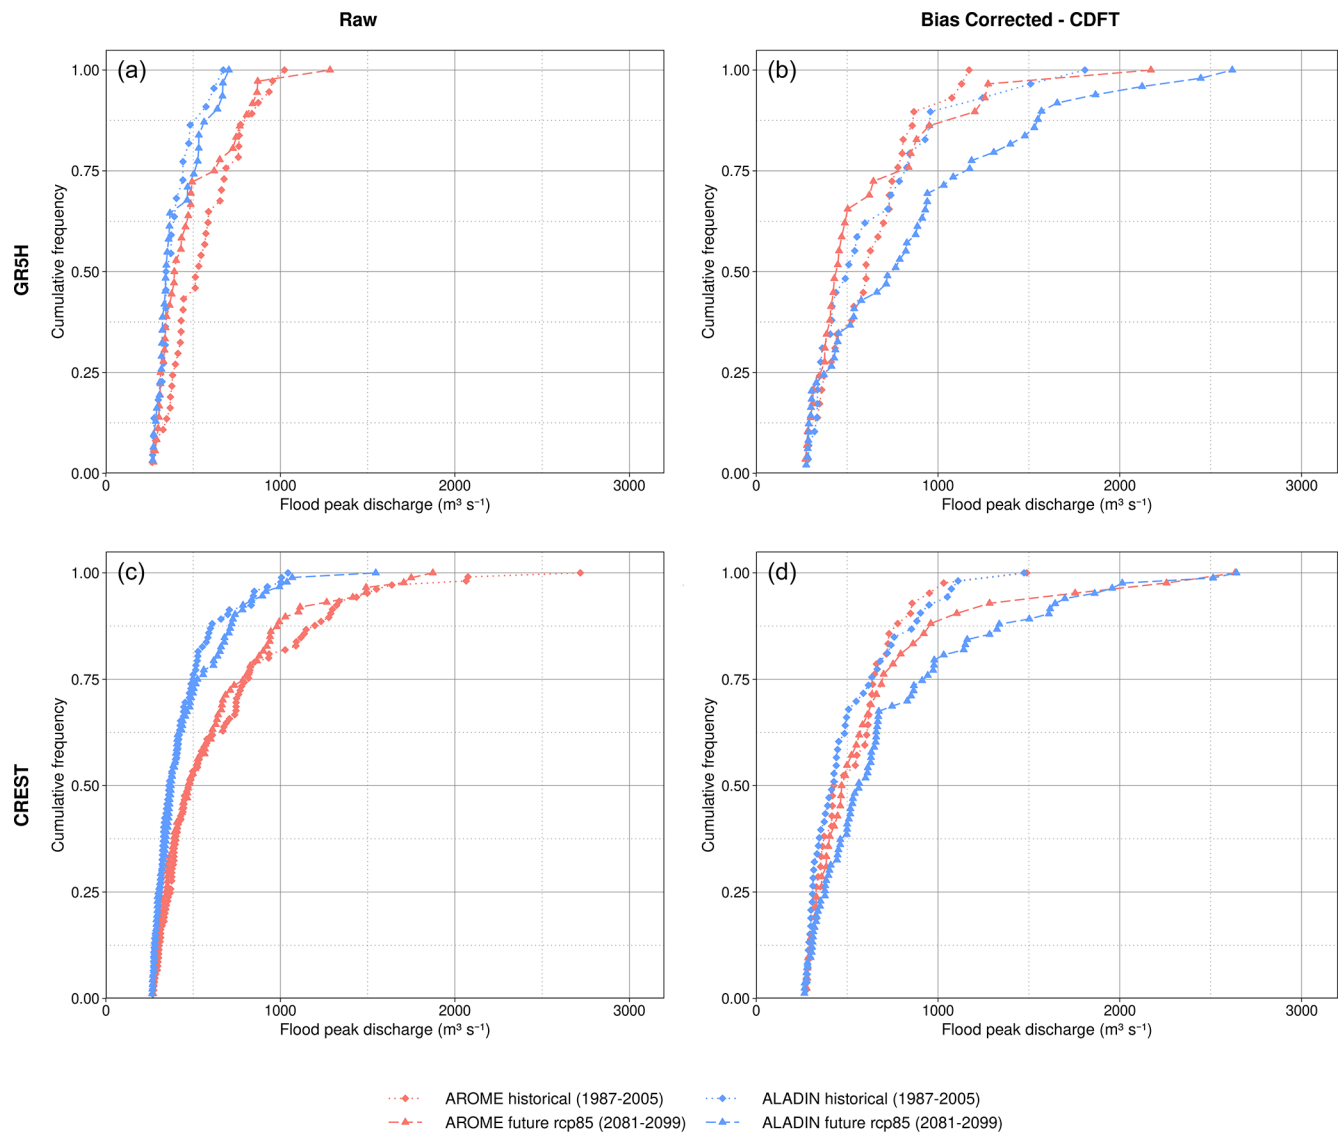 Raw
Bias Corrected - CDFT
GR5H
(a)
Cumulative frequency
1.00
0.75
0.50
0.25
0.00
0
1000
2000
3000
Flood peak discharge (m³ s⁻¹)
(b)
Cumulative frequency
1.00
0.75
0.50
0.25
0.00
0
1000
2000
3000
Flood peak discharge (m³ s⁻¹)
CREST
(c)
Cumulative frequency
1.00
0.75
0.50
0.25
0.00
0
1000
2000
3000
Flood peak discharge (m³ s⁻¹)
(d)
Cumulative frequency
1.00
0.75
0.50
0.25
0.00
0
1000
2000
3000
Flood peak discharge (m³ s⁻¹)
AROME historical (1987-2005)
AROME future rcp85 (2081-2099)
ALADIN historical (1987-2005)
ALADIN future rcp85 (2081-2099)